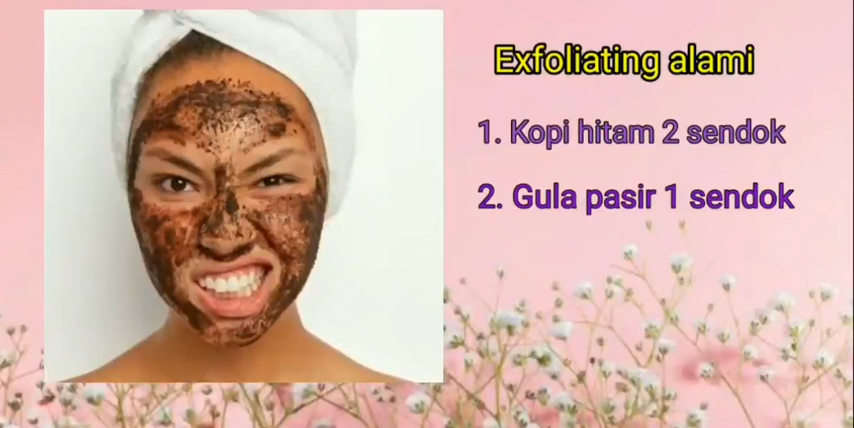 Exfoliating alami
1. Kopi hitam 2 sendok
2. Gula pasir 1 sendok